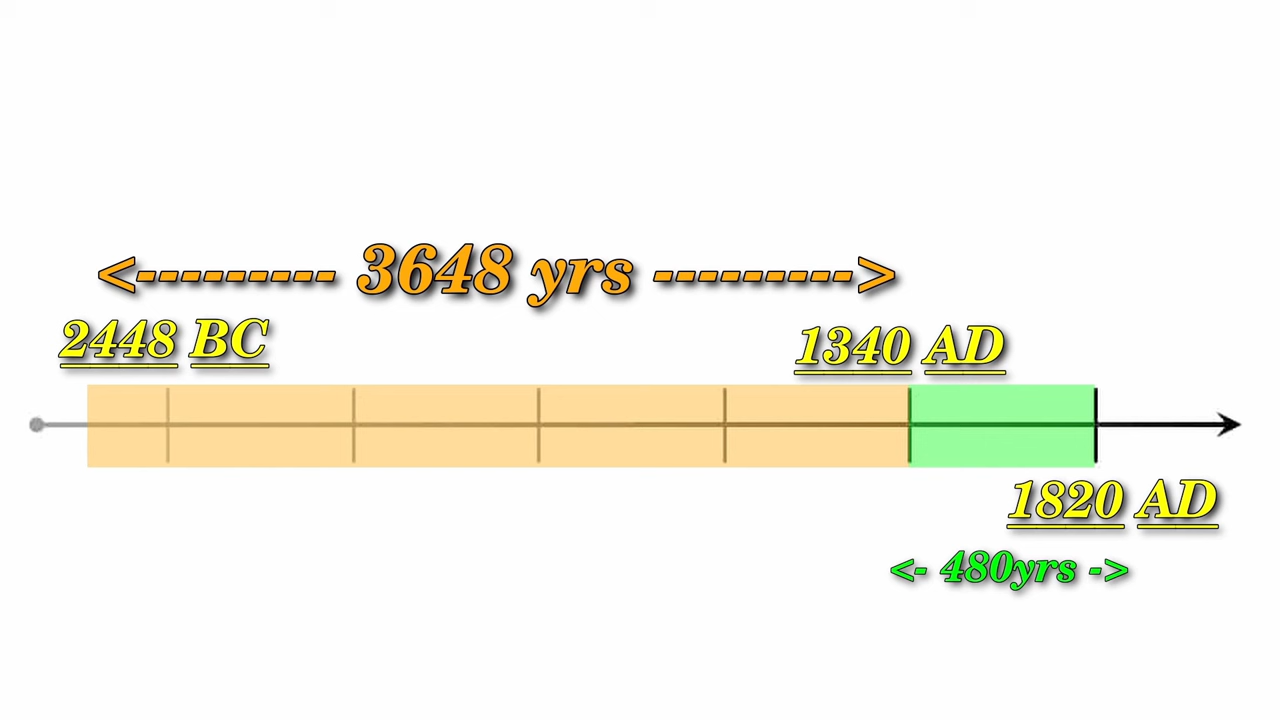 <--------- 3648 yrs --------->
2448 BC
1340 AD
1820 AD
<- 480yrs ->